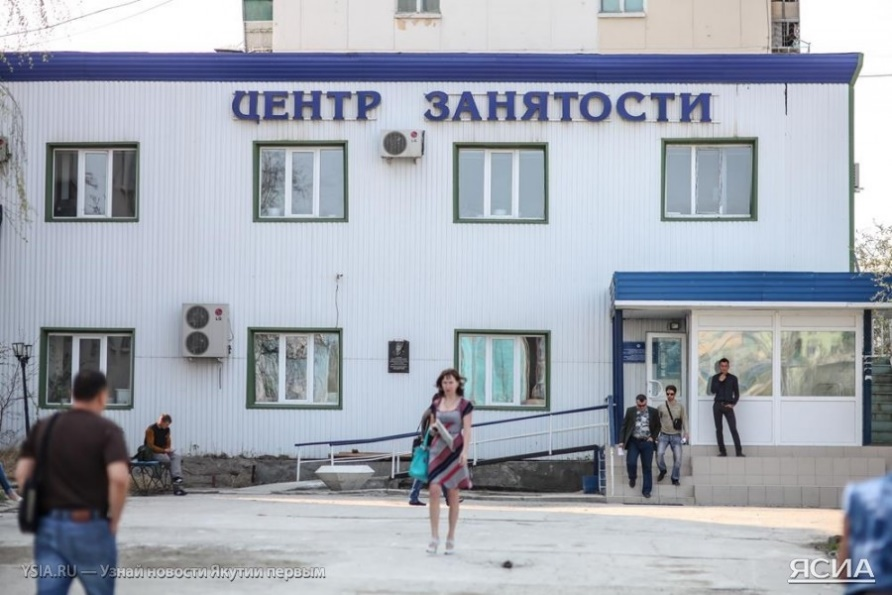 ЦЕНТР ЗАНЯТОСТИ
YSIA.RU — Узнай новости Якутии первым
ЯСИА